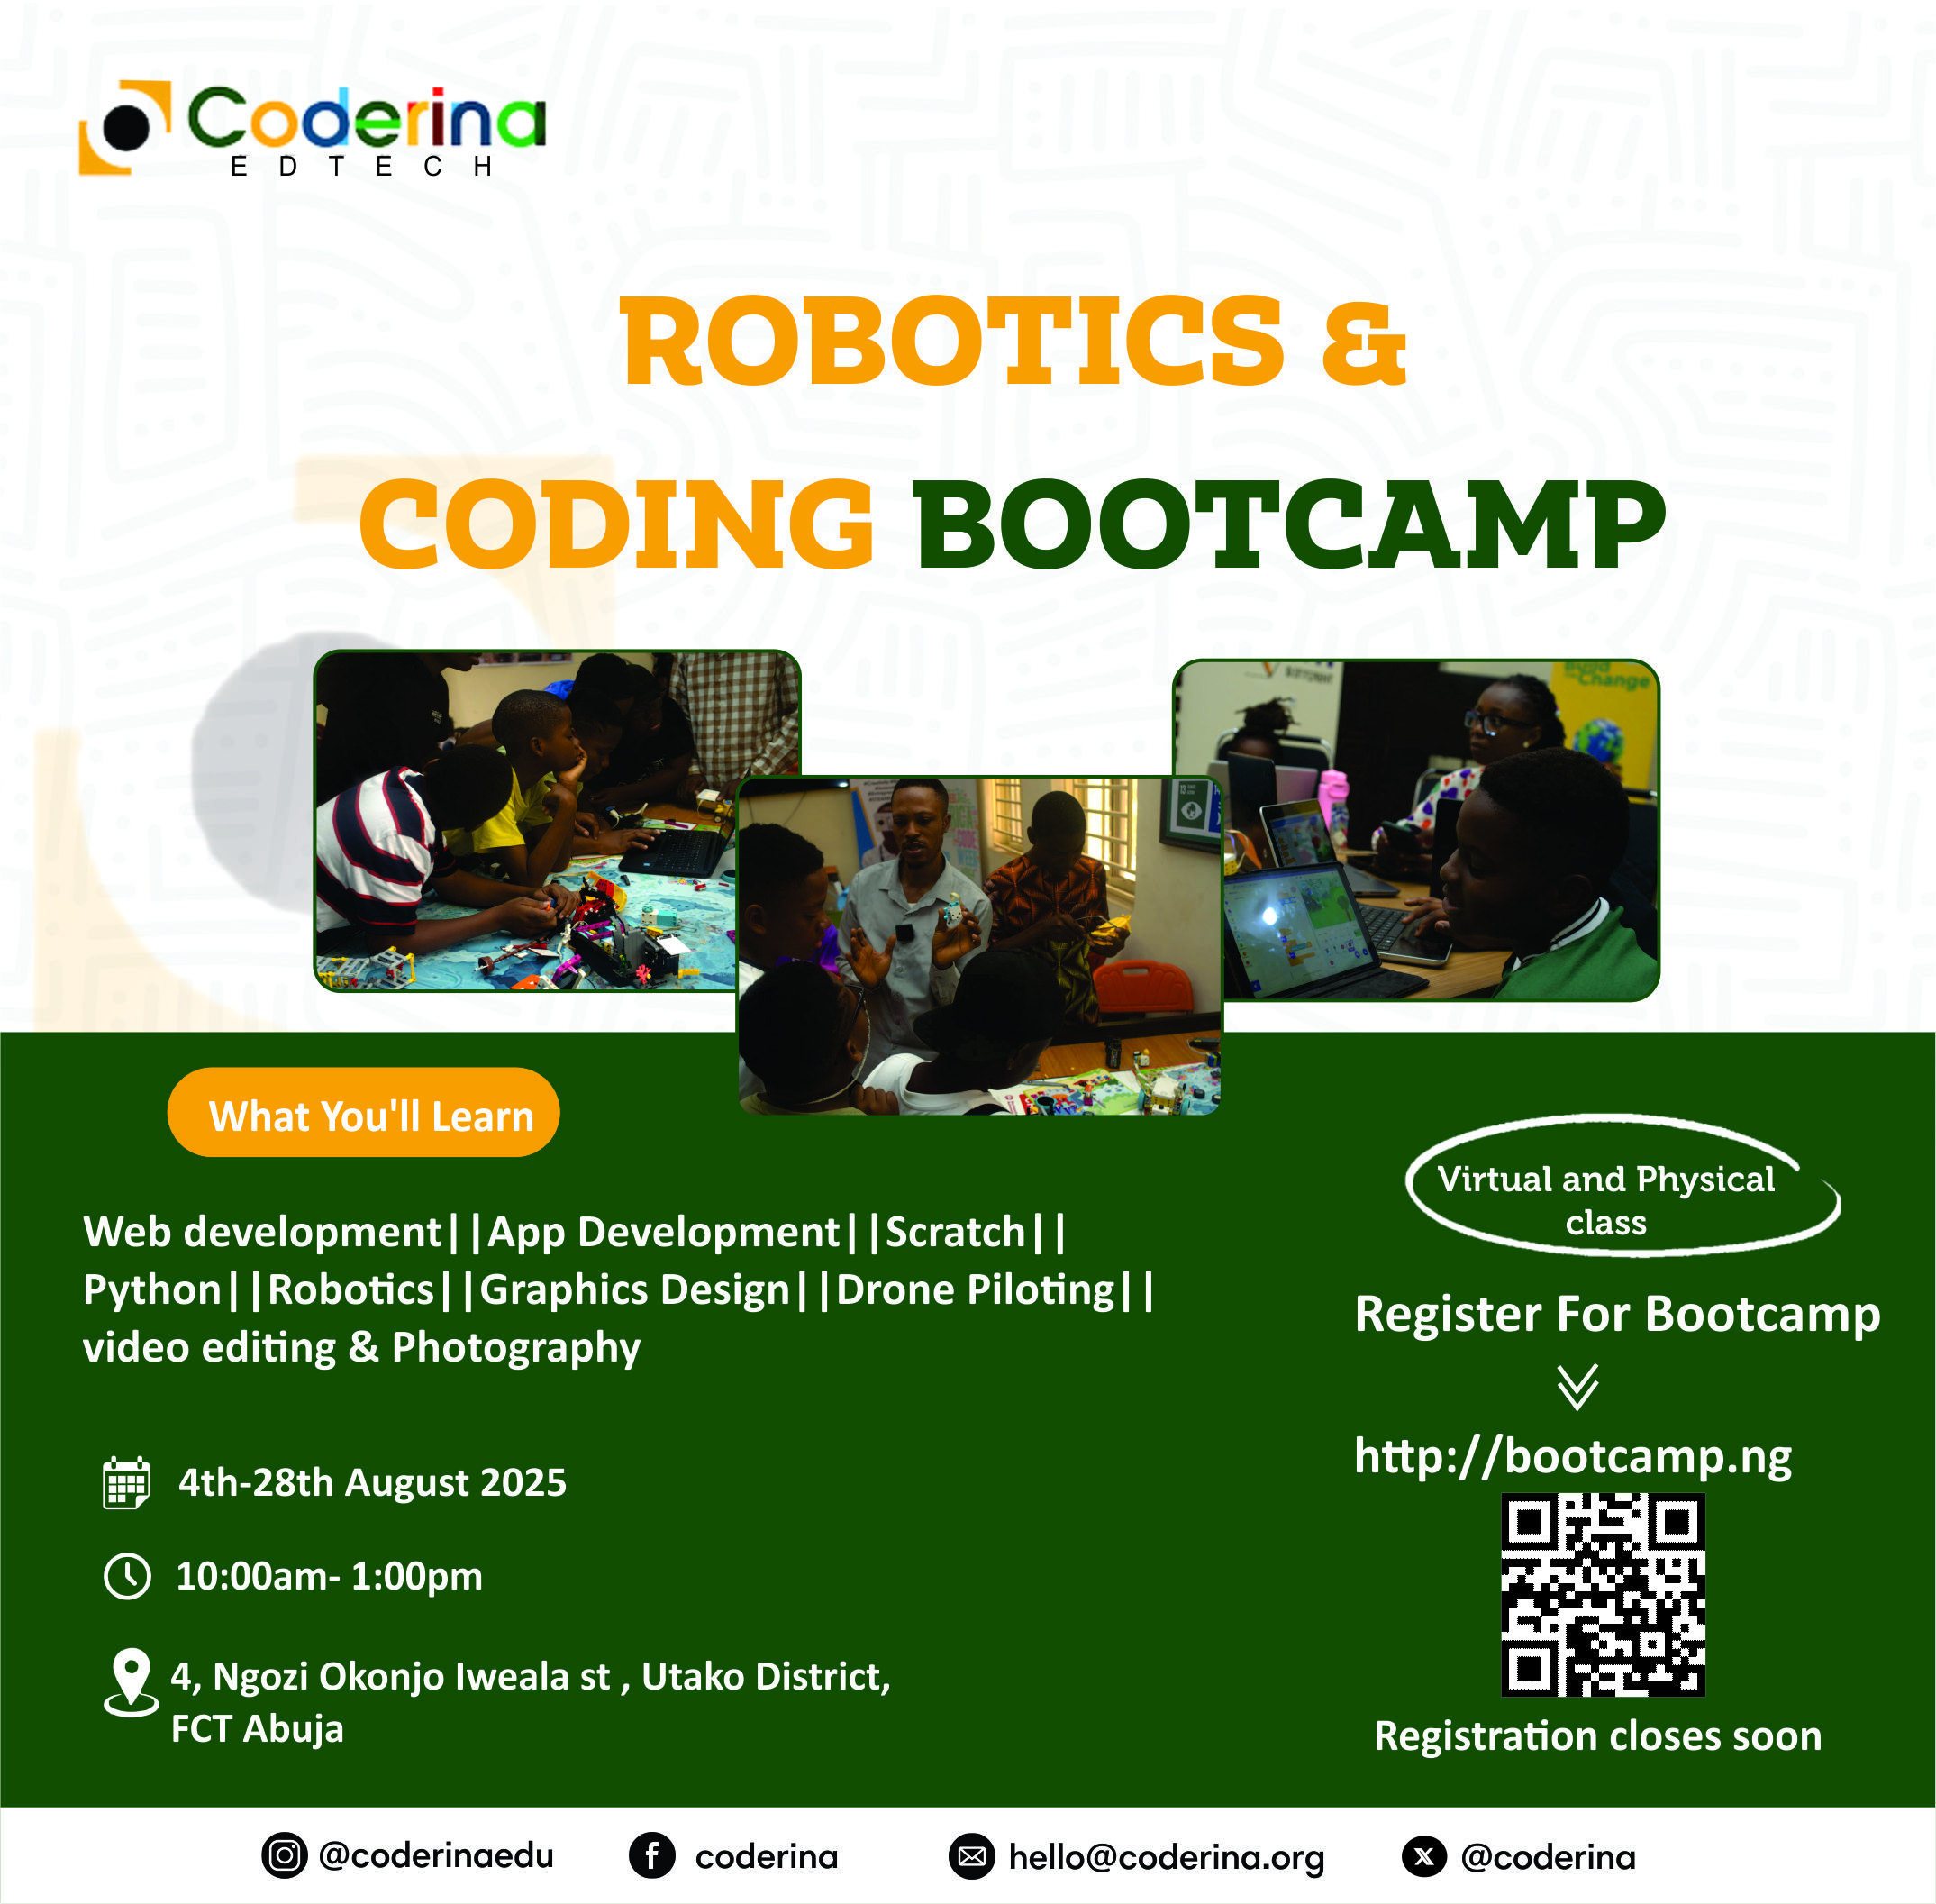 Coderina
EDTECH
ROBOTICS &
CODING BOOTCAMP
Build
Change
What You'll Learn
Web development||App Development||Scratch||
Python||Robotics||Graphics Design||Drone Piloting||
video editing & Photography
4th-28th August 2025
10:00am- 1:00pm
4, Ngozi Okonjo Iweala st , Utako District,
FCT Abuja
Virtual and Physical
class
Register For Bootcamp
http://bootcamp.ng
Registration closes soon
@coderinaedu
coderina
hello@coderina.org
@coderina